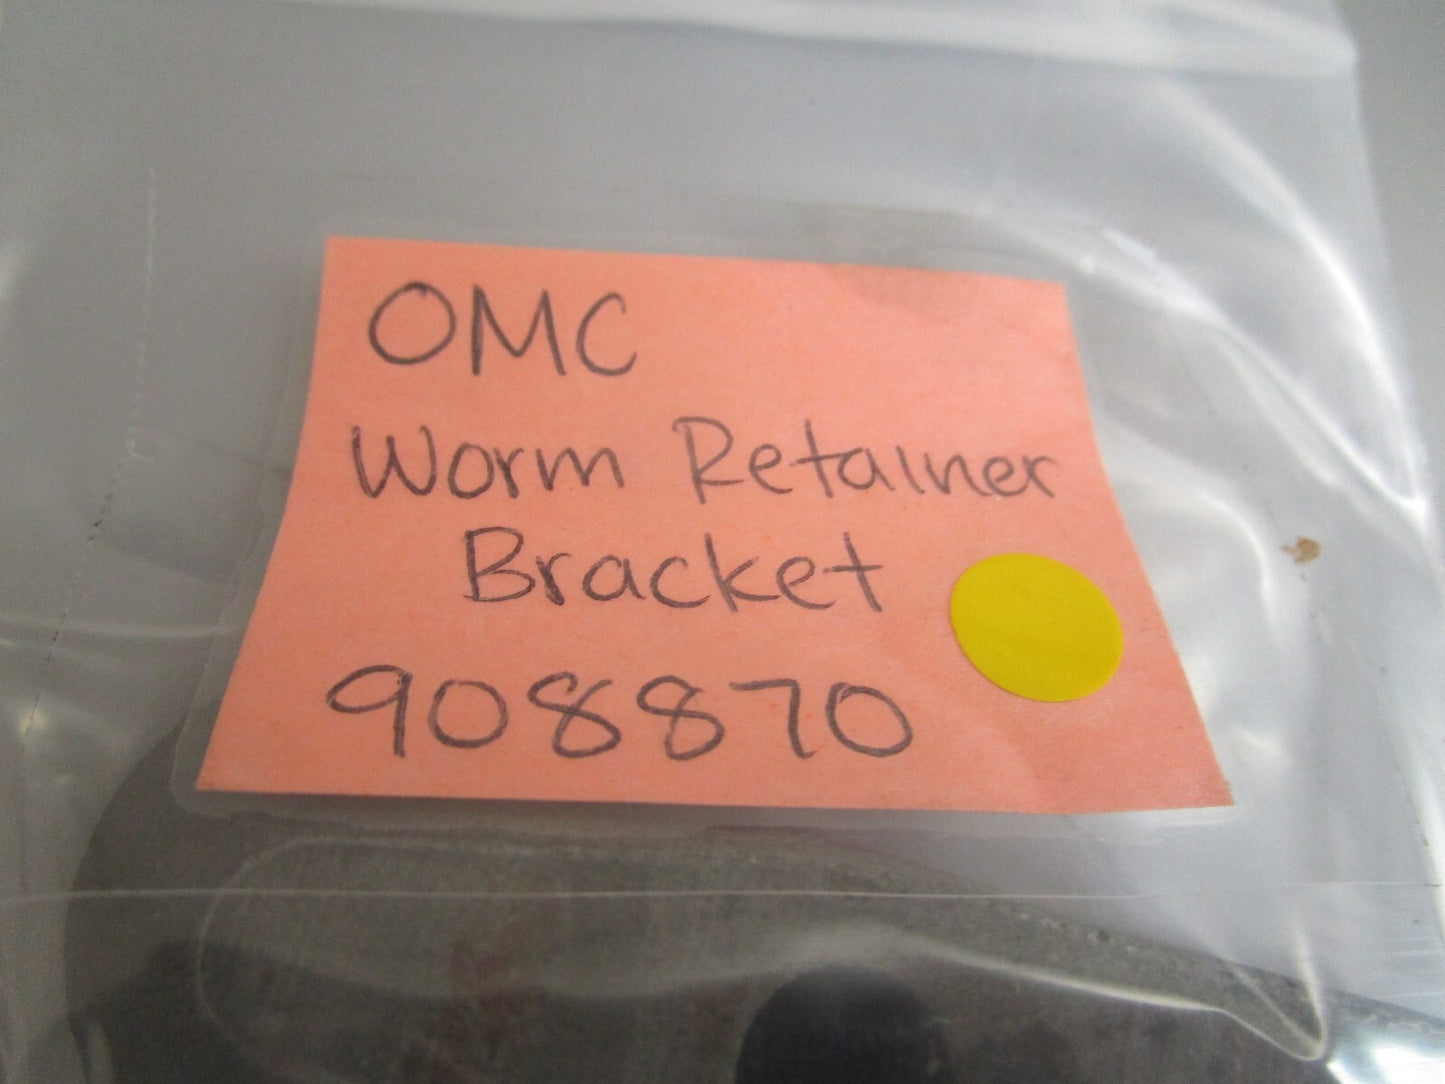 OMC
Worm Retainer
Bracket
908870